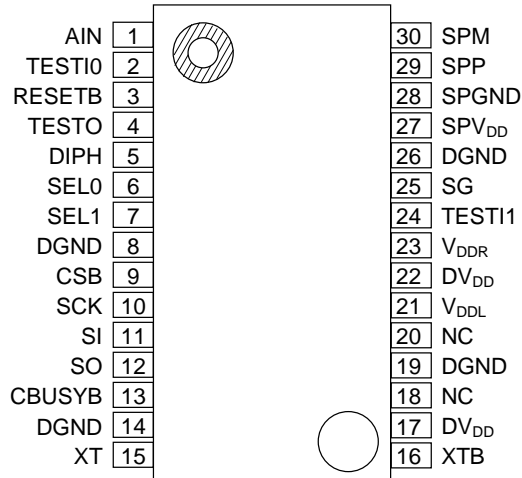 AIN 1 30 SPM
TESTI0 2 29 SPP
RESETB 3 28 SPGND
TESTO 4 27 SPVDD
DIPH 5 26 DGND
SEL0 6 25 SG
SEL1 7 24 TESTI1
DGND 8 23 VDDR
CSB 9 22 DVDD
SCK 10 21 VDDL
SI 11 20 NC
SO 12 19 DGND
CBUSYB 13 18 NC
DGND 14 17 DVDD
XT 15 16 XTB